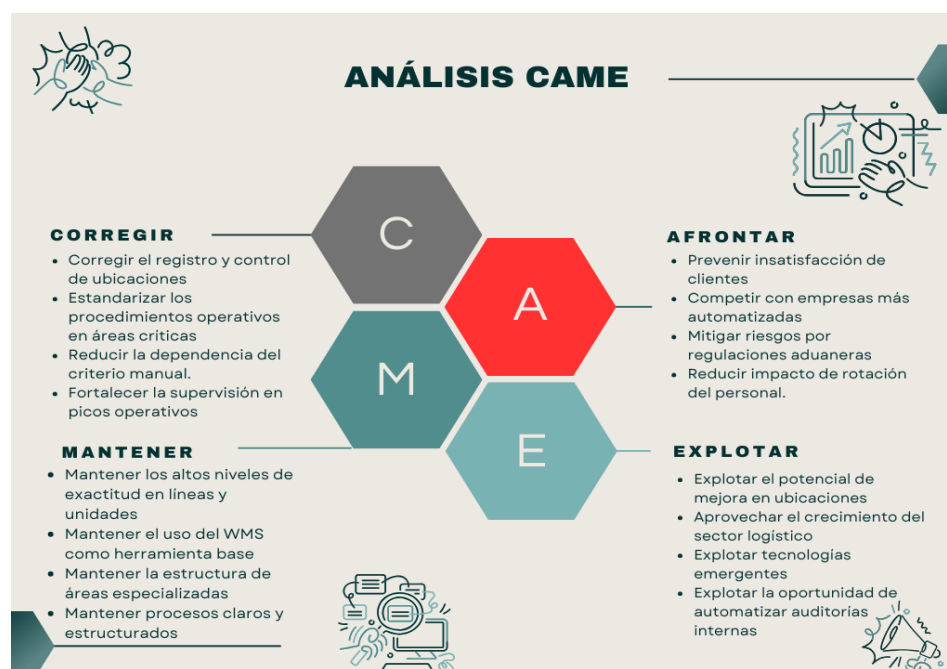 ANÁLISIS CAME
C
A
M
E
CORREGIR
• Corregir el registro y control
de ubicaciones
• Estandarizar los
procedimientos operativos
en áreas críticas
• Reducir la dependencia del
criterio manual.
• Fortalecer la supervisión en
picos operativos
AFRONTAR
• Prevenir insatisfacción de
clientes
• Competir con empresas más
automatizadas
• Mitigar riesgos por
regulaciones aduaneras
• Reducir impacto de rotación
del personal.
MANTENER
• Mantener los altos niveles de
exactitud en líneas y
unidades
• Mantener el uso del WMS
como herramienta base
• Mantener la estructura de
áreas especializadas
• Mantener procesos claros y
estructurados
EXPLOTAR
• Explotar el potencial de
mejora en ubicaciones
• Aprovechar el crecimiento del
sector logístico
• Explotar tecnologías
emergentes
• Explotar la oportunidad de
automatizar auditorías
internas